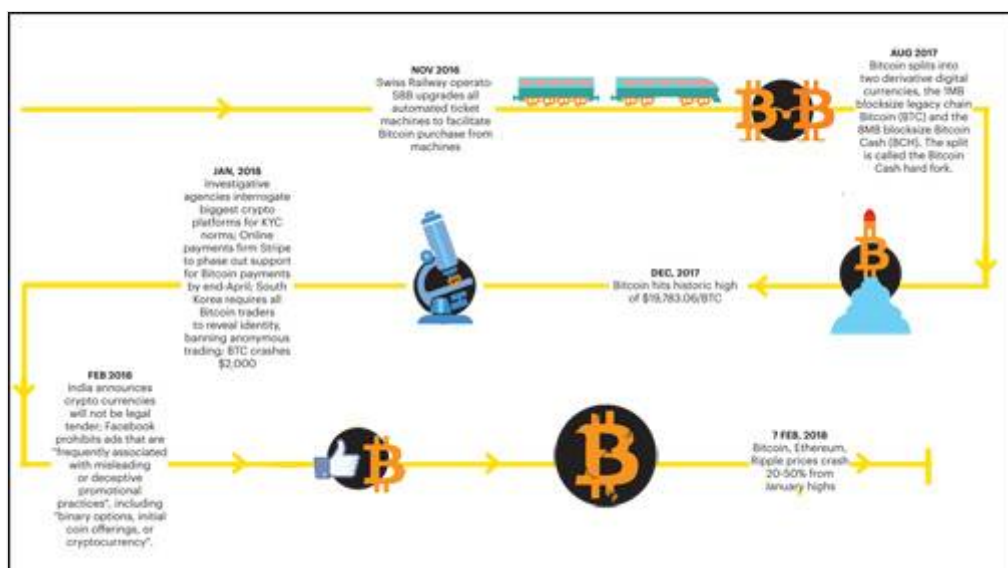 NOV 2016
Swiss Railway operato
SBB upgrades all
automated ticket
machines to facilitate
Bitcoin purchase from
machines
AUG 2017
Bitcoin splits into
two derivative digital
currencies, the 1MB
blocksize legacy chain
Bitcoin (BTC) and the
8MB blocksize Bitcoin
Cash (BCH). The split
is called the Bitcoin
Cash hard fork.
DEC, 2017
Bitcoin hits historic high
of $19,783.06/BTC
JAN, 2018
Investigative
agencies interrogate
biggest crypto
platforms for KYC
norms; Online
payments firm Stripe
to phase out support
for Bitcoin payments
by end-April; South
Korea requires all
Bitcoin traders
to reveal identity,
banning anonymous
trading; BTC crashes
$2,000
FEB 2018
India announces
crypto currencies
will not be legal
tender; Facebook
prohibits ads that are
"frequently associated
with misleading
or deceptive
promotional
practices", including
"binary options, initial
coin offerings, or
cryptocurrency".
7 FEB, 2018
Bitcoin, Ethereum,
Ripple prices crash
20-50% from
January highs